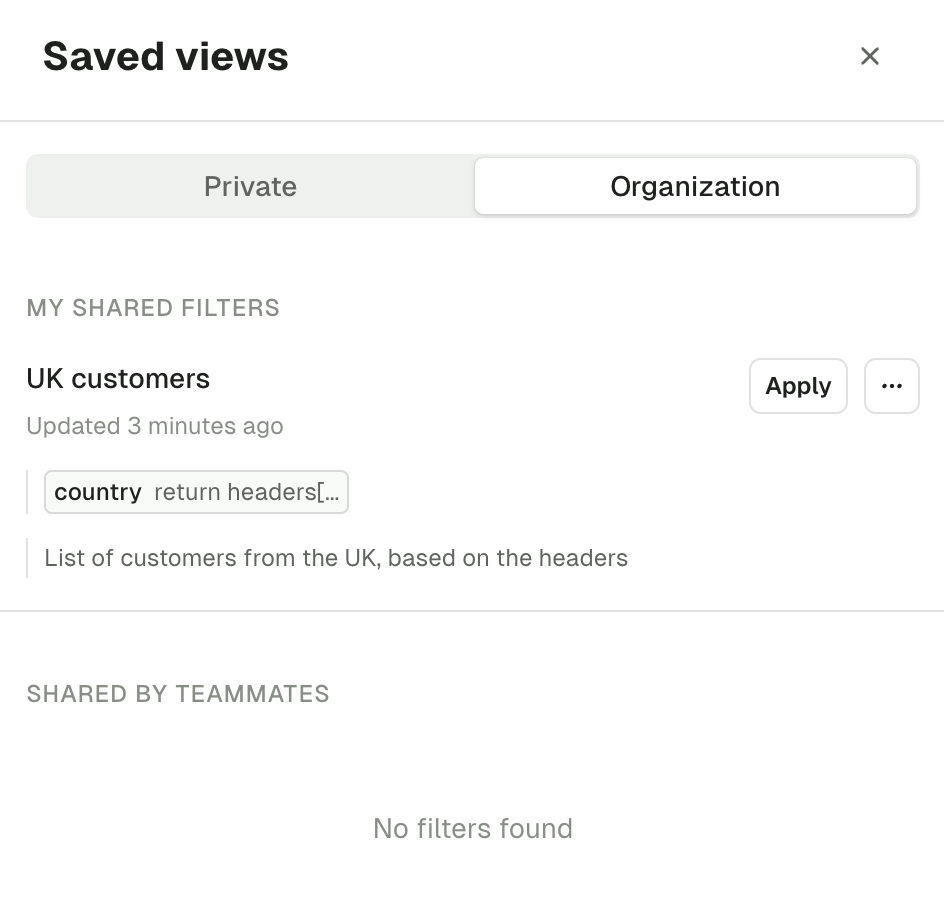 Saved views
Private
Organization
MY SHARED FILTERS
UK customers
Apply
...
Updated 3 minutes ago
country return headers[...
List of customers from the UK, based on the headers
SHARED BY TEAMMATES
No filters found